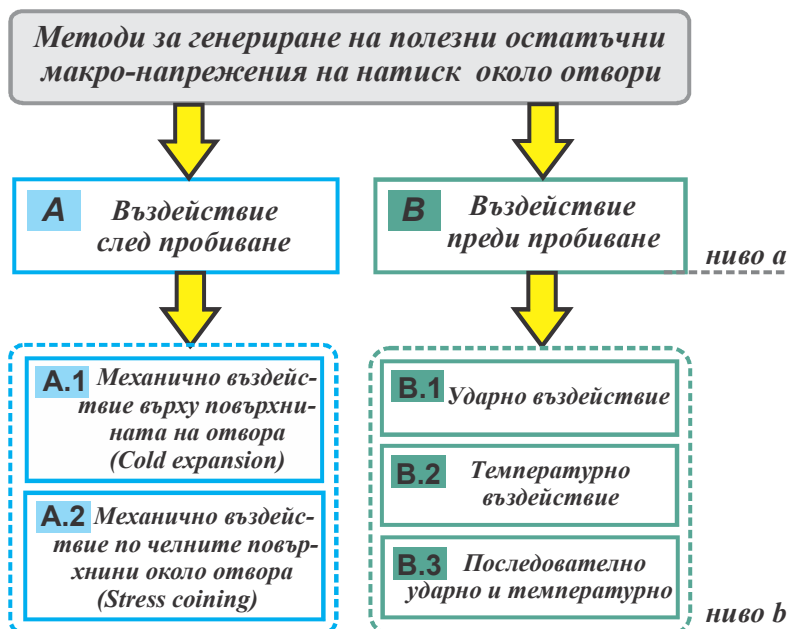 Методи за генериране на полезни остатъчни
макро-напрежения на натиск около отвори
A Въздействие
след пробиване
B Въздействие
преди пробиване
ниво a
A.1 Механично въздейс-
твие върху повърхни-
ната на отвора
(Cold expansion)
A.2 Механично въздейс-
твие по челните повър-
хнини около отвора
(Stress coining)
B.1 Ударно въздействие
B.2 Температурно
въздействие
B.3 Последователно
ударно и температурно
ниво b